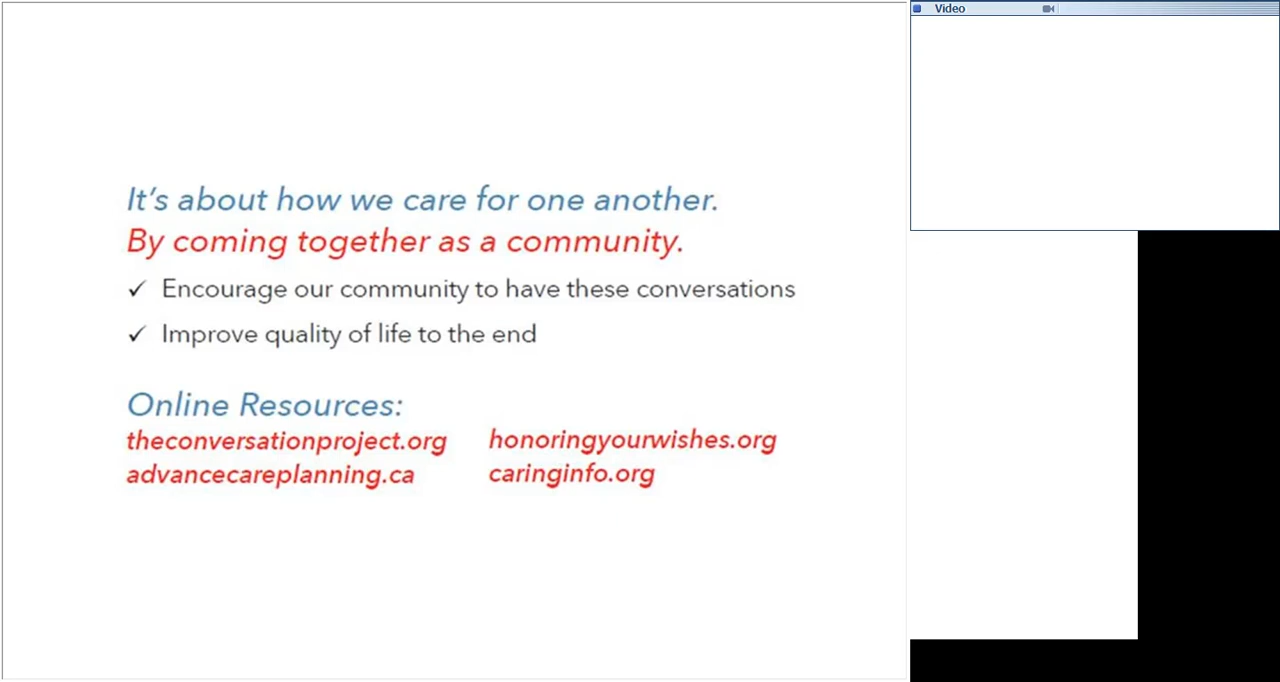 Video
It's about how we care for one another.
By coming together as a community.
✓ Encourage our community to have these conversations
✓ Improve quality of life to the end
Online Resources:
theconversationproject.org honoringyourwishes.org
advancecareplanning.ca caringinfo.org